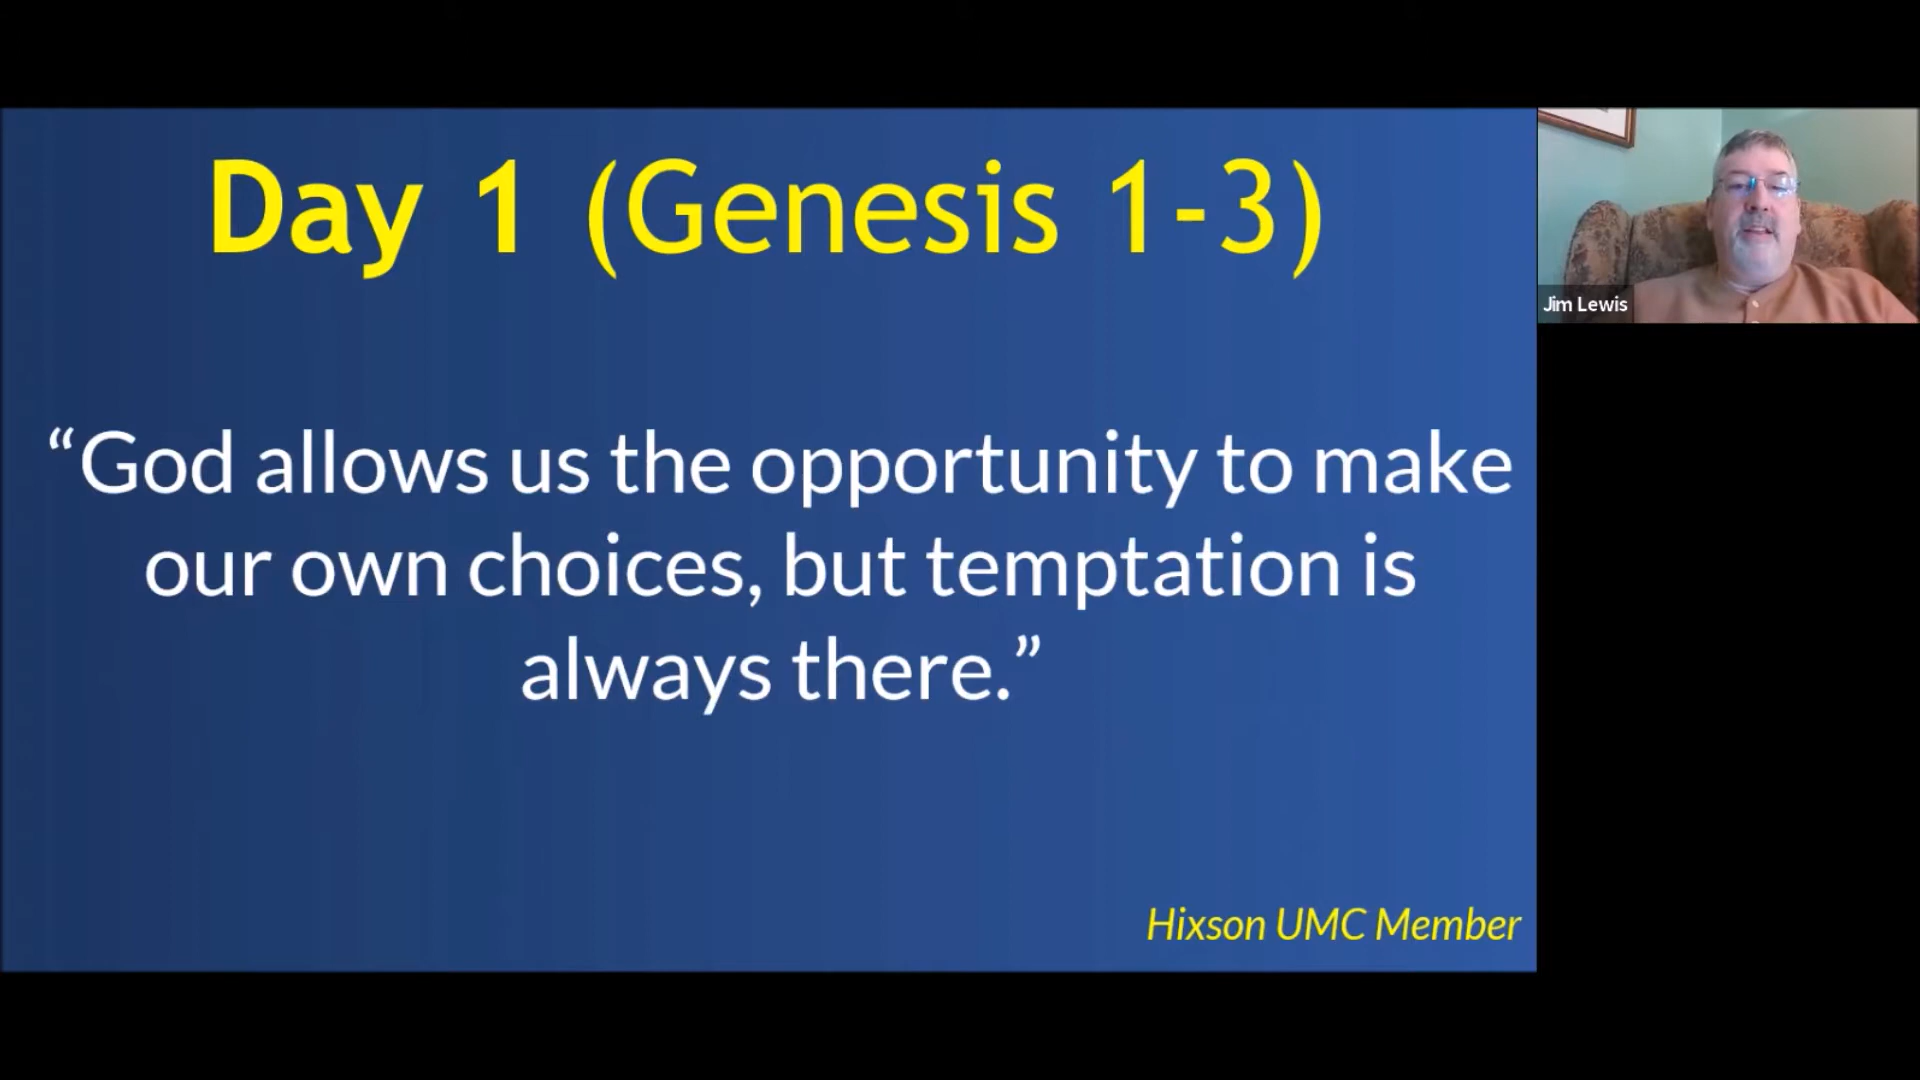 Day 1 (Genesis 1-3)
“God allows us the opportunity to make
our own choices, but temptation is
always there.”
Hixson UMC Member
Jim Lewis